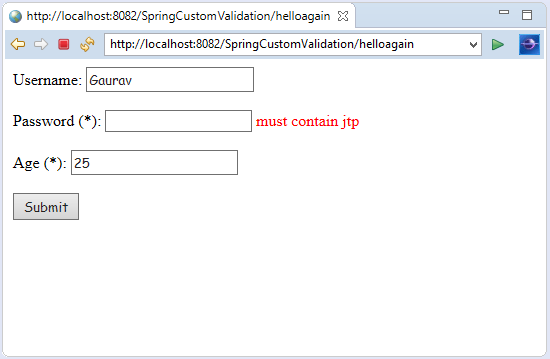 http://localhost:8082/SpringCustomValidation/helloagain
http://localhost:8082/SpringCustomValidation/helloagain
Username: Gaurav
Password (*): must contain jtp
Age (*): 25
Submit